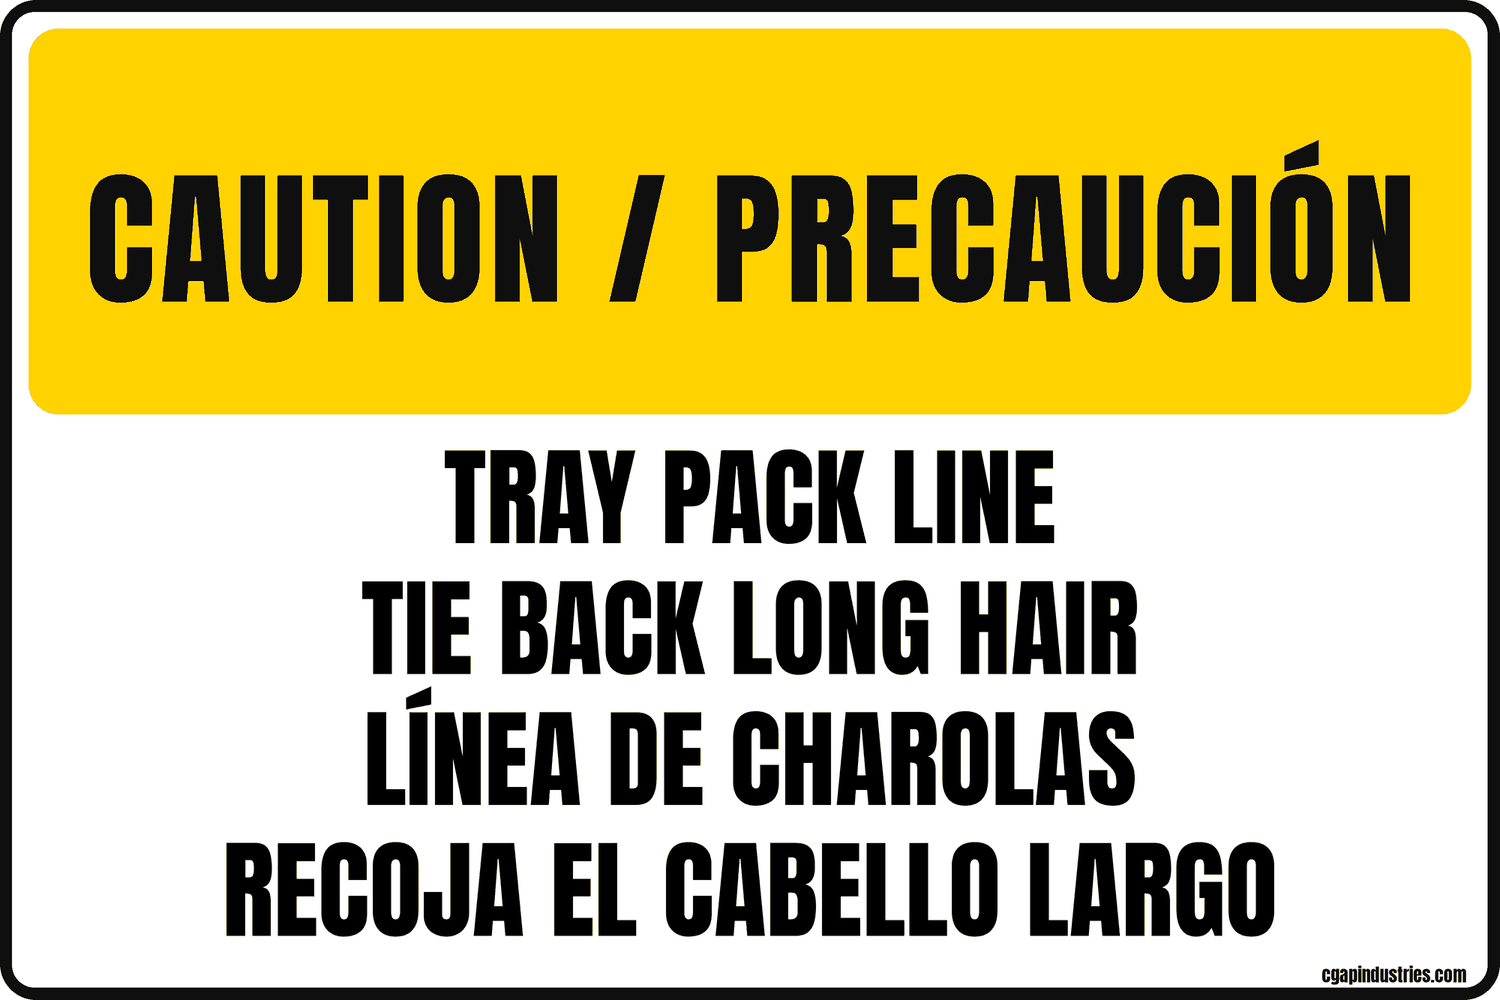 CAUTION / PRECAUCIÓN
TRAY PACK LINE
TIE BACK LONG HAIR
LÍNEA DE CHAROLAS
RECOJA EL CABELLO LARGO
cgapindustries.com